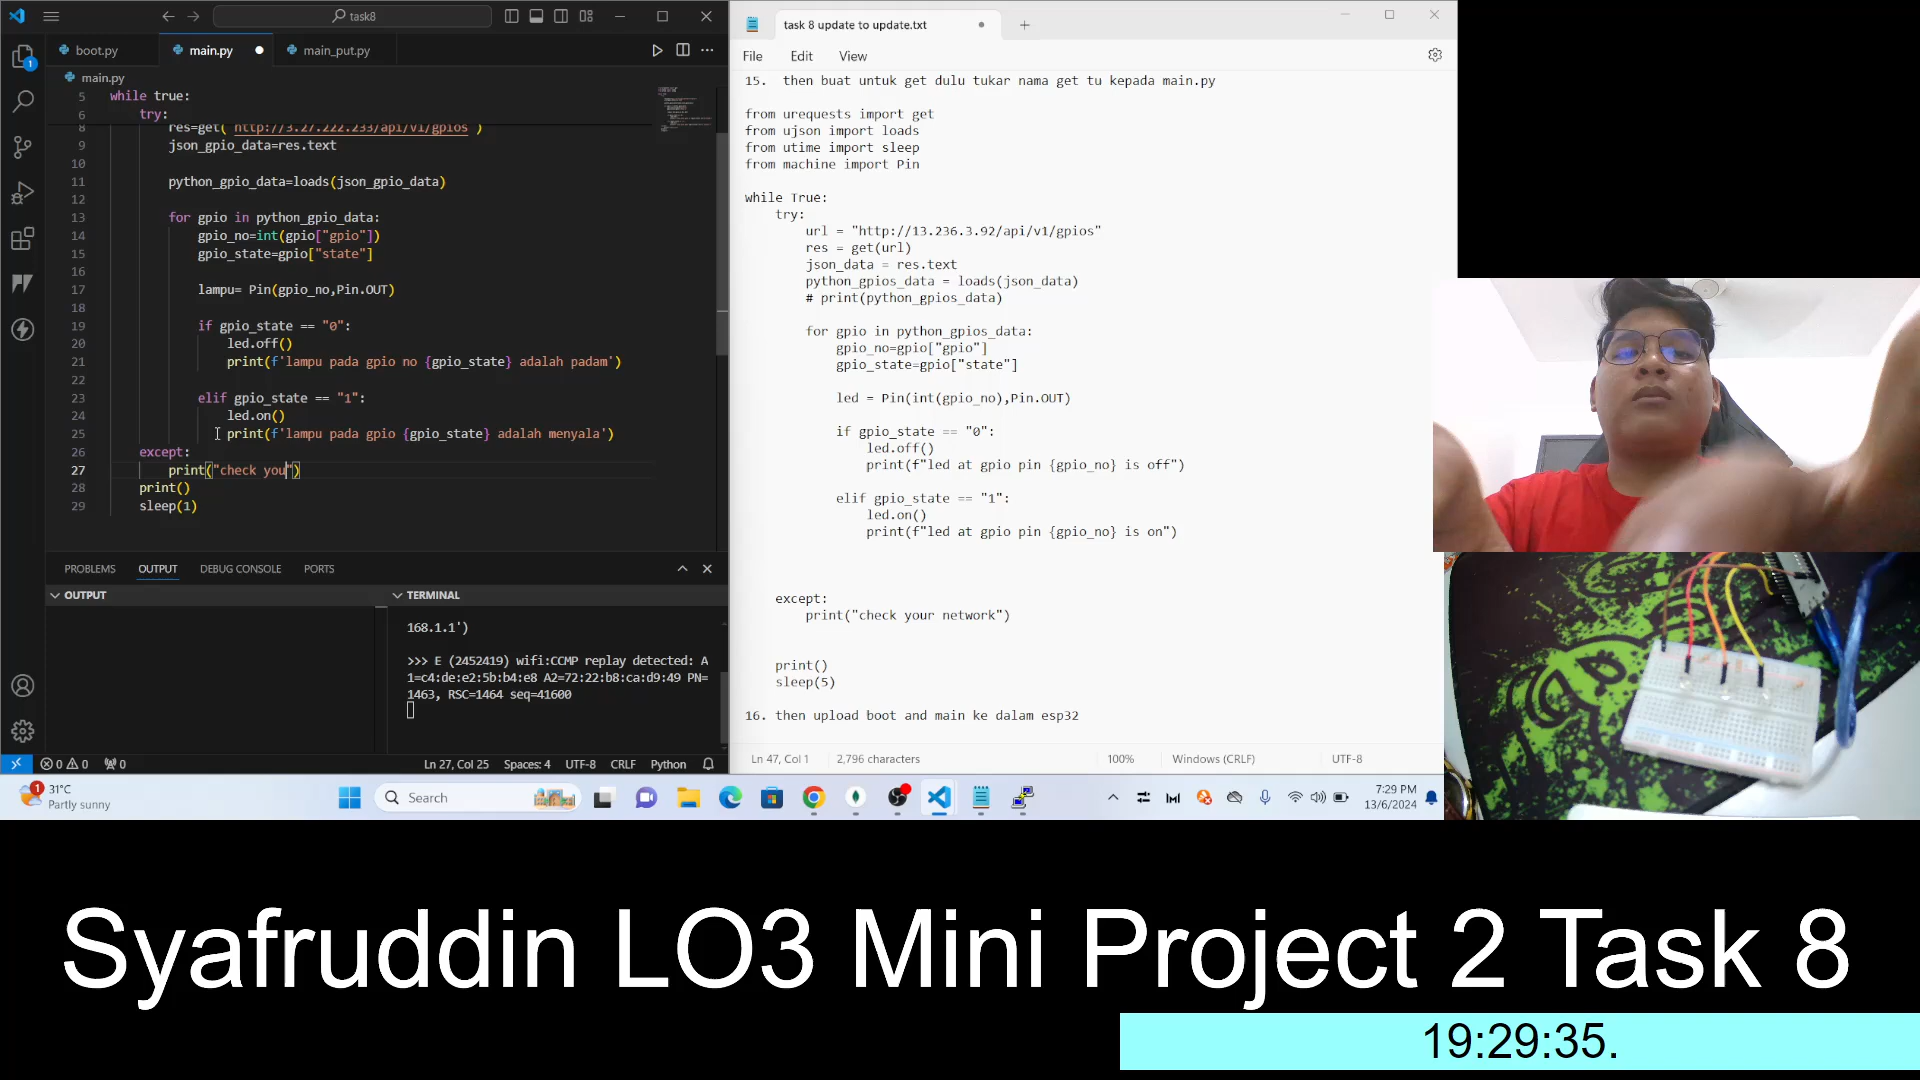 task8
boot.py
main.py
main_put.py
main.py
5 while true:
6 try:
8 res=get( http://3.27.222.233/api/v1/gpios )
9 json_gpio_data=res.text
10
11 python_gpio_data=loads(json_gpio_data)
12
13 for gpio in python_gpio_data:
14 gpio_no=int(gpio["gpio"])
15 gpio_state=gpio["state"]
16
17 lampu= Pin(gpio_no,Pin.OUT)
18
19 if gpio_state == "0":
20 led.off()
21 print(f'lampu pada gpio no {gpio_state} adalah padam')
22
23 elif gpio_state == "1":
24 led.on()
25 print(f'lampu pada gpio {gpio_state} adalah menyala')
26 except:
27 print("check you")
28 print()
29 sleep(1)
PROBLEMS OUTPUT DEBUG CONSOLE PORTS
OUTPUT
TERMINAL
168.1.1')
>>> E (2452419) wifi:CCMP replay detected: A
1=c4:de:e2:5b:b4:e8 A2=72:22:b8:ca:d9:49 PN=
1463, RSC=1464 seq=41600
0 0 0 Ln 27, Col 25 Spaces: 4 UTF-8 CRLF Python
task 8 update to update.txt
File Edit View
15. then buat untuk get dulu tukar nama get tu kepada main.py
from urequests import get
from ujson import loads
from utime import sleep
from machine import Pin
while True:
try:
url = "http://13.236.3.92/api/v1/gpios"
res = get(url)
json_data = res.text
python_gpios_data = loads(json_data)
# print(python_gpios_data)
for gpio in python_gpios_data:
gpio_no=gpio["gpio"]
gpio_state=gpio["state"]
led = Pin(int(gpio_no),Pin.OUT)
if gpio_state == "0":
led.off()
print(f"led at gpio pin {gpio_no} is off")
elif gpio_state == "1":
led.on()
print(f"led at gpio pin {gpio_no} is on")
except:
print("check your network")
print()
sleep(5)
16. then upload boot and main ke dalam esp32
Ln 47, Col 1 2,796 characters 100% Windows (CRLF) UTF-8
1
31°C
Partly sunny
Search
7:29 PM
13/6/2024
Syafruddin LO3 Mini Project 2 Task 8
19:29:35.